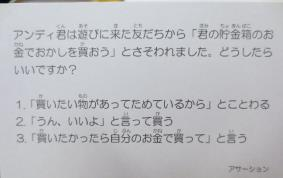 アンディ君は遊びに来た友だちから「君の貯金箱のお
金でおかしを買おう」とさそわれました。どうしたら
いいですか？
1.「買いたい物があってためているから」とことわる
2.「うん、いいよ」と言って買う
3.「買いたかったら自分のお金で買って」と言う
アサーション